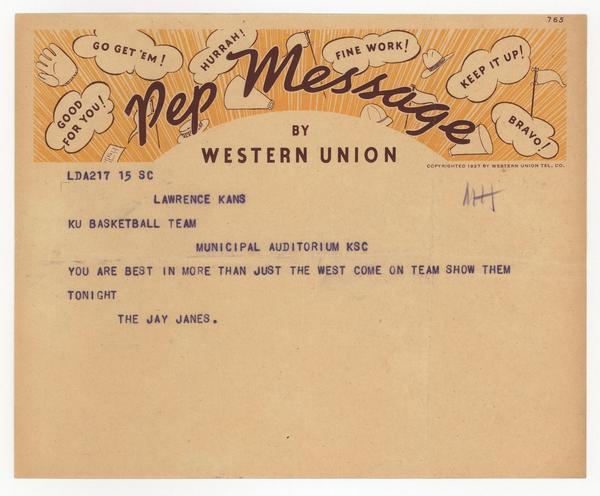 765
GO GET 'EM!
HURRAH!
FINE WORK!
KEEP IT UP!
GOOD
FOR YOU!
BRAVO!
Pep Message
BY
WESTERN UNION
COPYRIGHTED 1937 BY WESTERN UNION TEL. CO.
LDA217 15 SC
LAWRENCE KANS
KU BASKETBALL TEAM
MUNICIPAL AUDITORIUM KSC
YOU ARE BEST IN MORE THAN JUST THE WEST COME ON TEAM SHOW THEM
TONIGHT
THE JAY JANES.